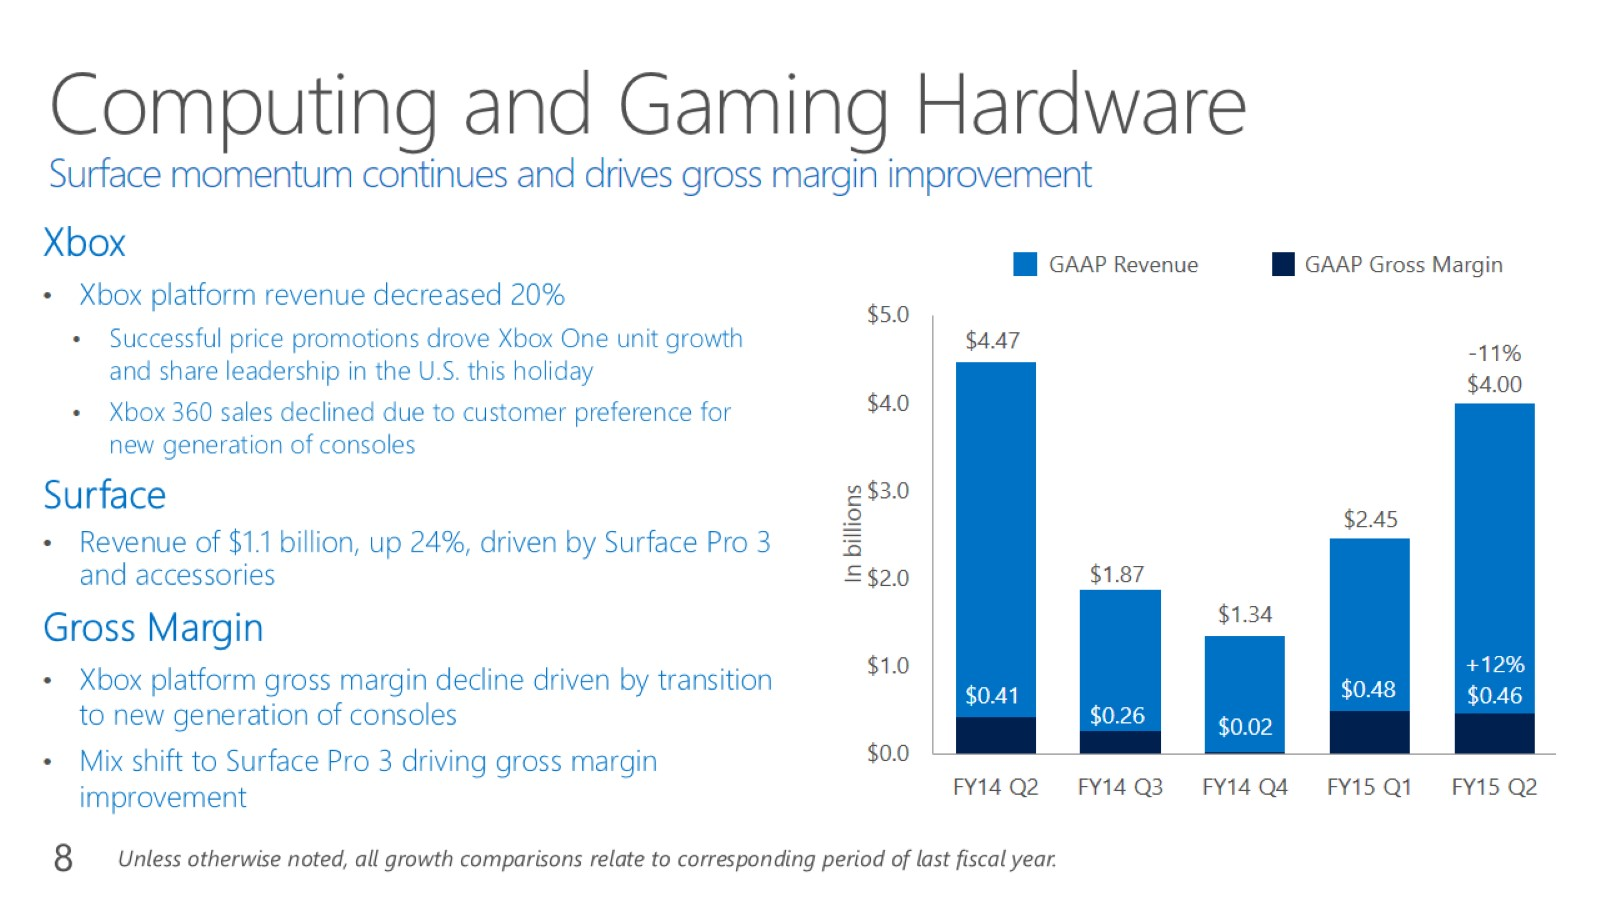 Computing and Gaming Hardware
Surface momentum continues and drives gross margin improvement
Xbox
• Xbox platform revenue decreased 20%
• Successful price promotions drove Xbox One unit growth
and share leadership in the U.S. this holiday
• Xbox 360 sales declined due to customer preference for
new generation of consoles
Surface
• Revenue of $1.1 billion, up 24%, driven by Surface Pro 3
and accessories
Gross Margin
• Xbox platform gross margin decline driven by transition
to new generation of consoles
• Mix shift to Surface Pro 3 driving gross margin
improvement
GAAP Revenue
GAAP Gross Margin
In billions
$5.0
$4.0
$3.0
$2.0
$1.0
$0.0
$4.47
$0.41
$1.87
$0.26
$1.34
$0.02
$2.45
$0.48
-11%
$4.00
+12%
$0.46
FY14 Q2
FY14 Q3
FY14 Q4
FY15 Q1
FY15 Q2
8
Unless otherwise noted, all growth comparisons relate to corresponding period of last fiscal year.